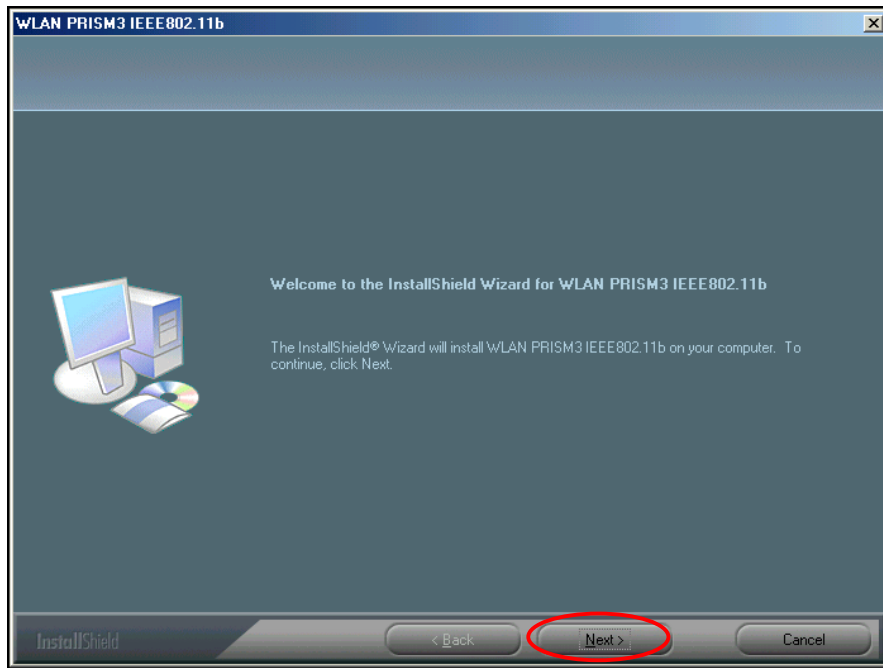 WLAN PRISM3 IEEE802.11b
Welcome to the InstallShield Wizard for WLAN PRISM3 IEEE802.11b
The InstallShield® Wizard will install WLAN PRISM3 IEEE802.11b on your computer. To
continue, click Next.
InstallShield
< Back
Next >
Cancel